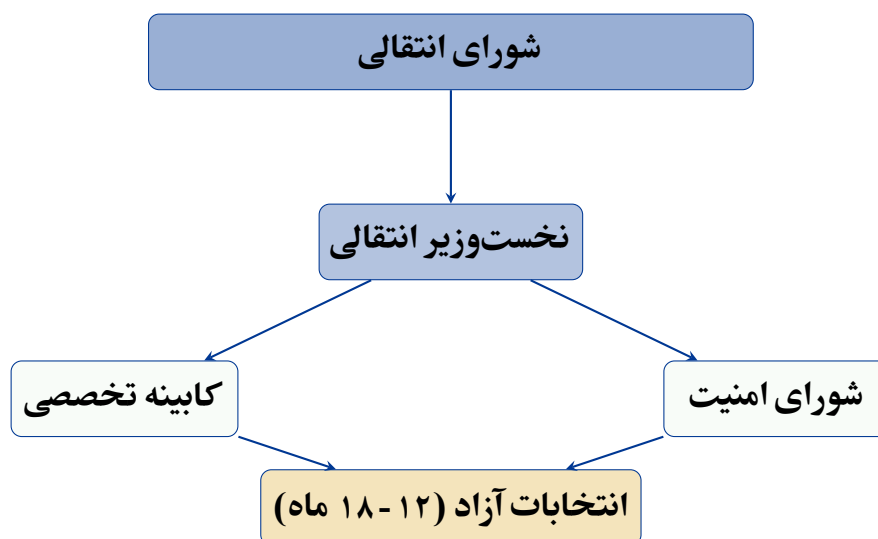 شورای انتقالی
نخست‌وزیر انتقالی
شورای امنیت
کابینه تخصصی
انتخابات آزاد (۱۲-۱۸ ماه)